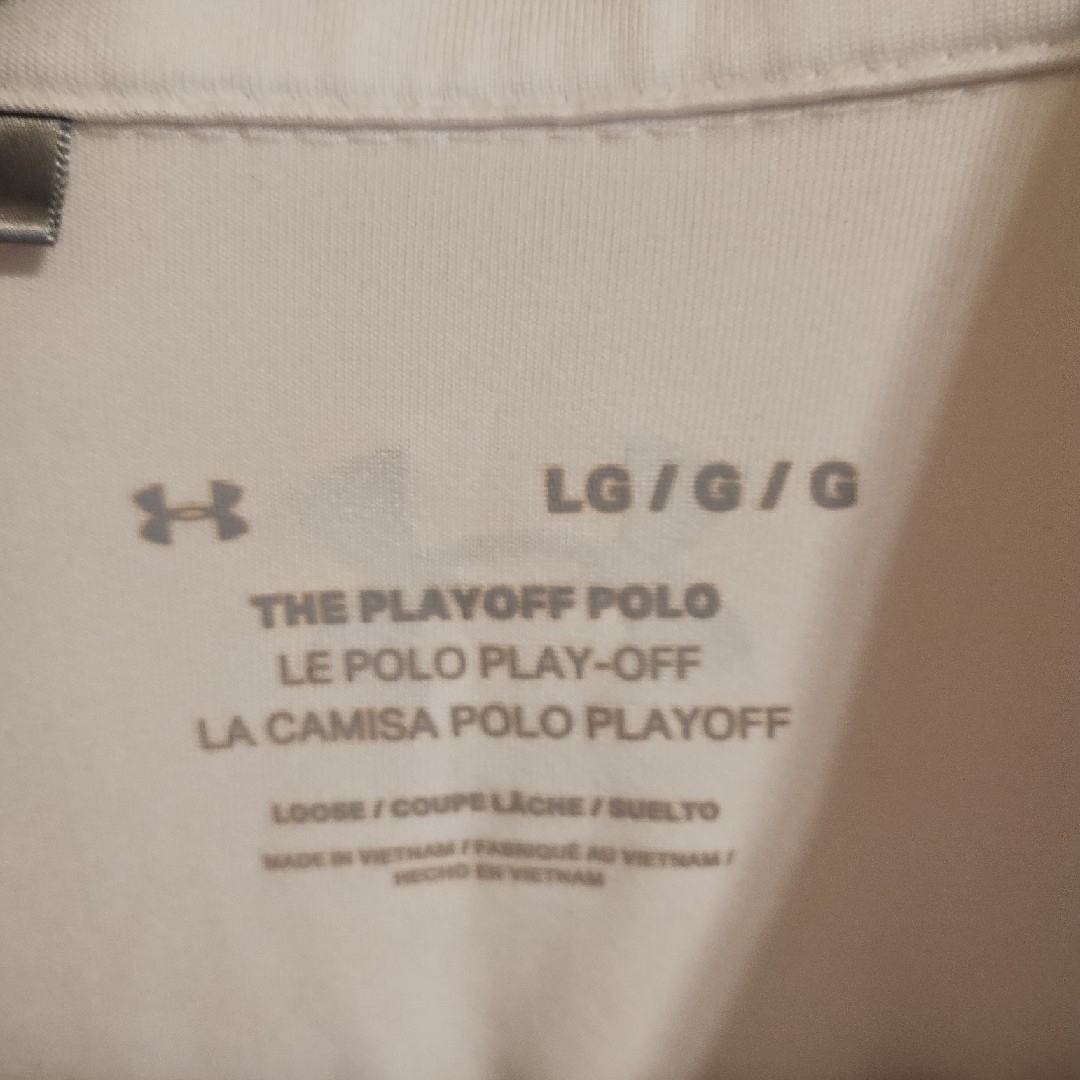 LG / G / G
THE PLAYOFF POLO
LE POLO PLAY-OFF
LA CAMISA POLO PLAYOFF
LOOSE / COUPE LÂCHE / SUELTO
MADE IN VIETNAM / FABRIQUÉ AU VIETNAM /
HECHO EN VIETNAM